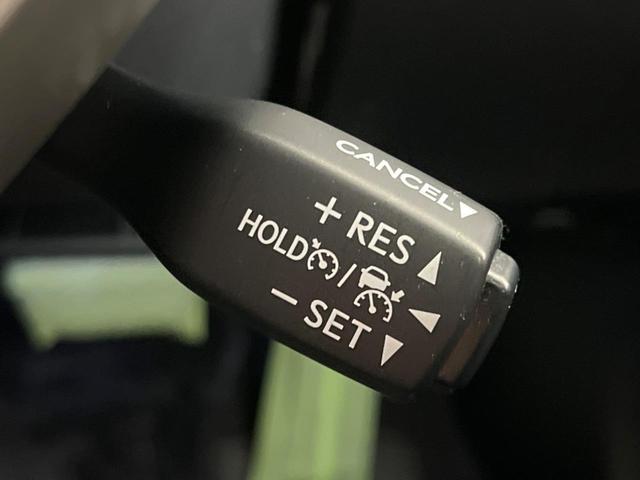 CANCEL▼
+ RES ▲
HOLD / ◀
− SET ▼